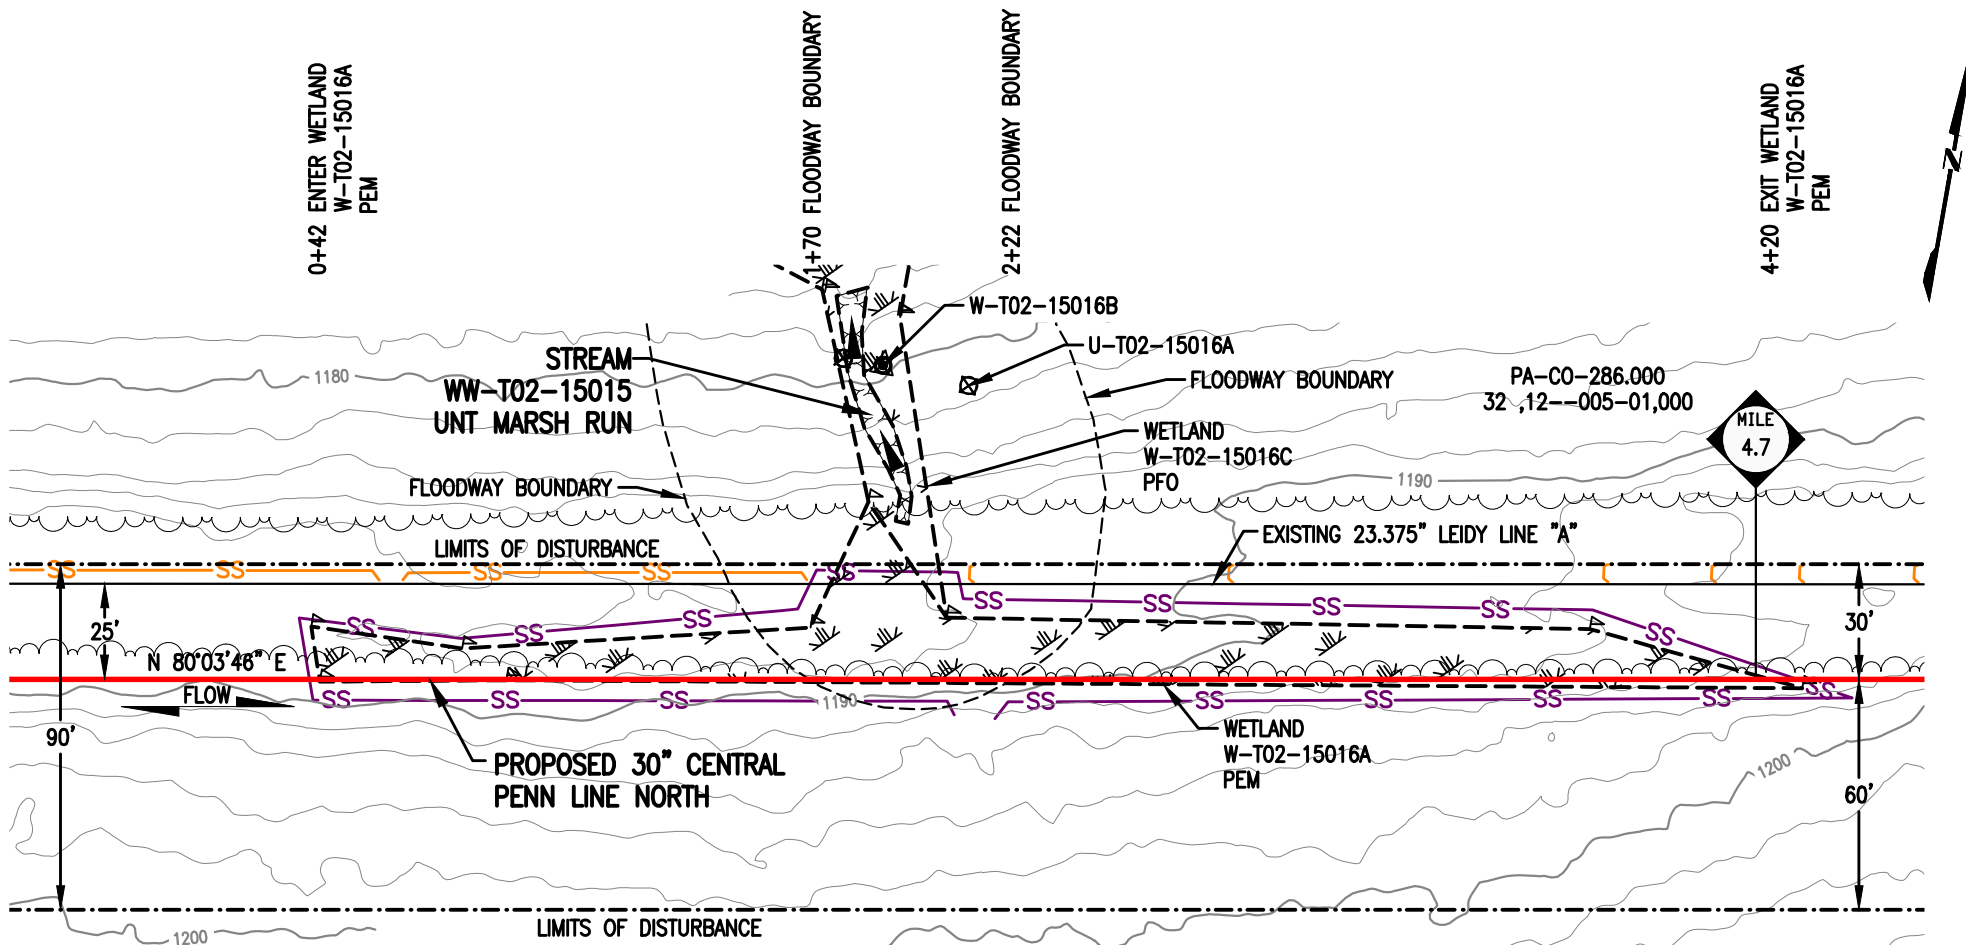 0+42 ENTER WETLAND
W-T02-15016A
PEM
1+70 FLOODWAY BOUNDARY
2+22 FLOODWAY BOUNDARY
4+20 EXIT WETLAND
W-T02-15016A
PEM
N
W-T02-15016B
U-T02-15016A
STREAM
WW-T02-15015
UNT MARSH RUN
1180
FLOODWAY BOUNDARY
PA-CO-286.000
32 ,12--005-01,000
MILE
4.7
WETLAND
W-T02-15016C
PFO
FLOODWAY BOUNDARY
1190
EXISTING 23.375" LEIDY LINE "A"
LIMITS OF DISTURBANCE
SS
SS
SS
SS
SS
SS
SS
SS
SS
SS
SS
SS
SS
25'
30'
N 80°03'46" E
FLOW
SS
SS
SS
SS
SS
SS
SS
SS
SS
1190
90'
WETLAND
W-T02-15016A
PEM
PROPOSED 30" CENTRAL
PENN LINE NORTH
1200
60'
LIMITS OF DISTURBANCE
1200